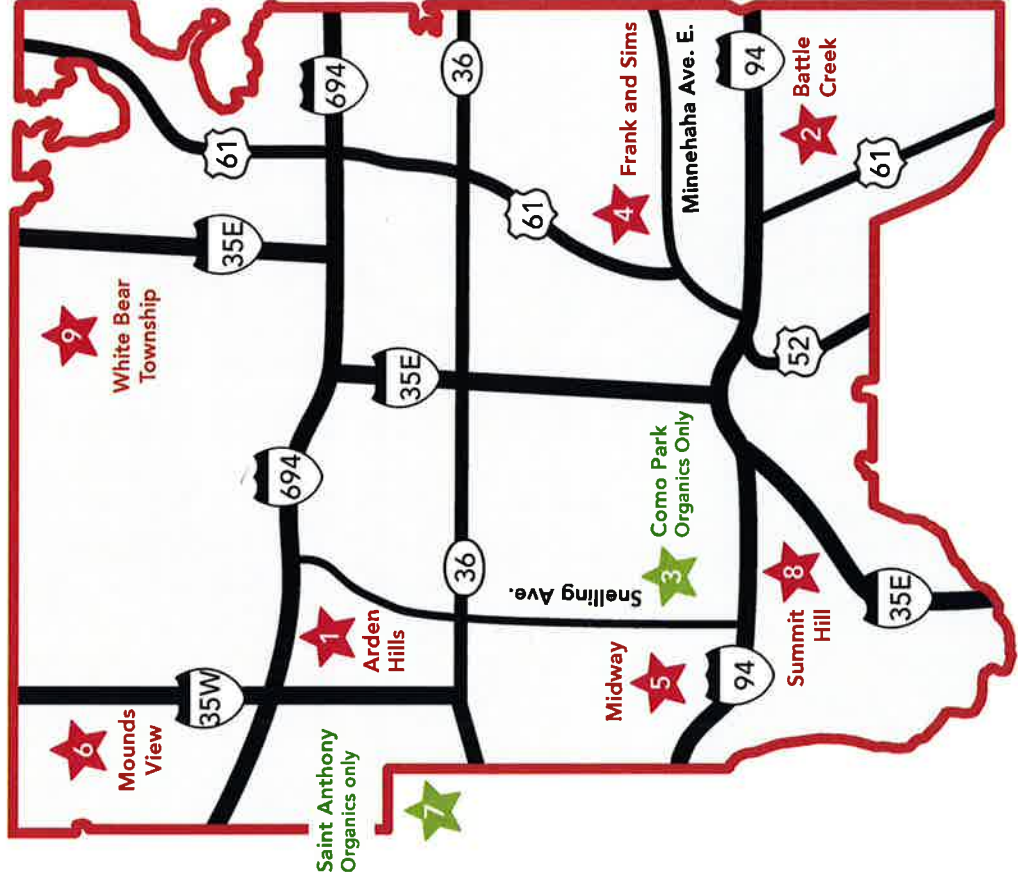 6
Mounds
View
9
White Bear
Township
35W
35E
61
694
694
1
Arden
Hills
Saint Anthony
Organics only
7
35E
36
36
61
Snelling Ave.
4
Frank and Sims
Midway
5
3
Como Park
Organics Only
Minnehaha Ave. E.
94
94
8
Summit
Hill
2
Battle
Creek
52
61
35E